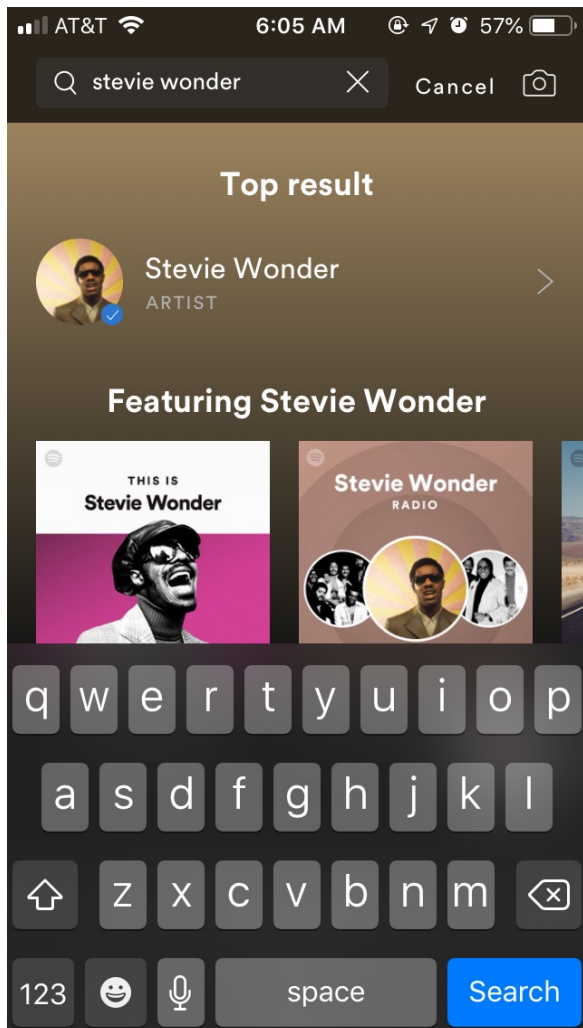 AT&T 6:05 AM 57%
stevie wonder Cancel
Top result
Stevie Wonder
ARTIST
Featuring Stevie Wonder
THIS IS
Stevie Wonder
Stevie Wonder
RADIO
q w e r t y u i o p
a s d f g h j k l
z x c v b n m
123 space Search